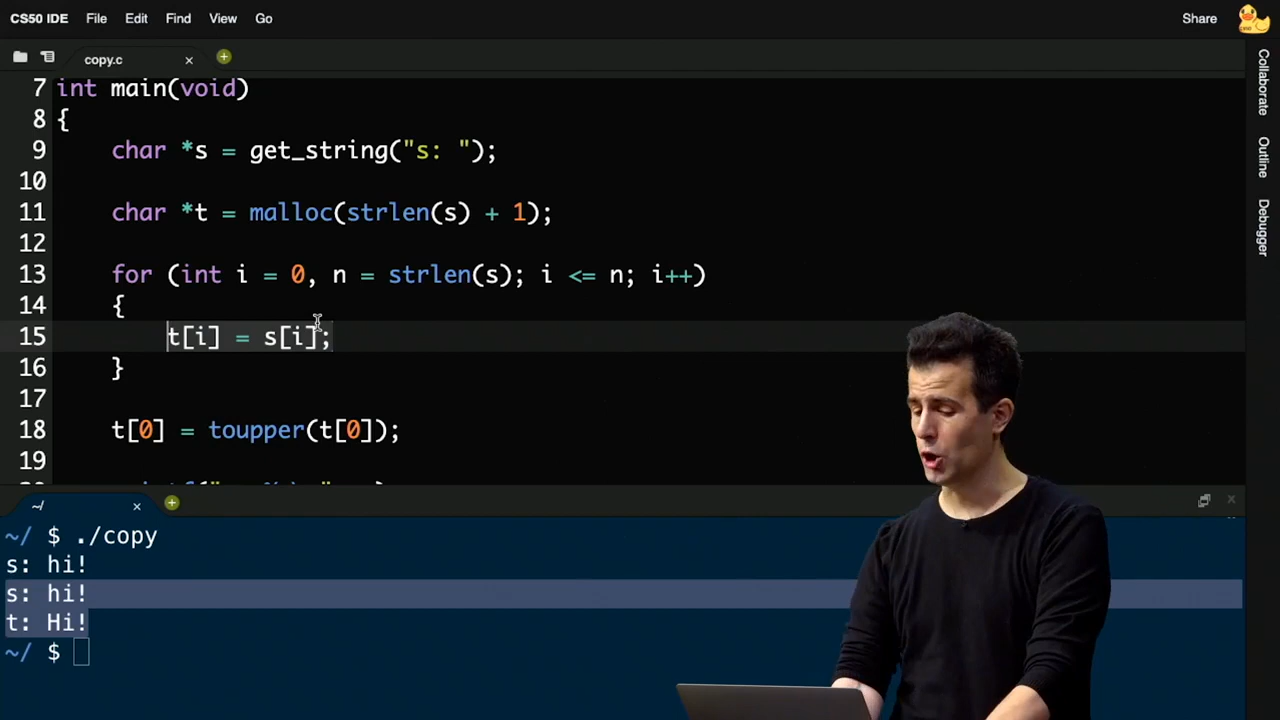 CS50 IDE File Edit Find View Go Share
copy.c
Collaborate
Outline
Debugger
7 int main(void)
8 {
9 char *s = get_string("s: ");
10
11 char *t = malloc(strlen(s) + 1);
12
13 for (int i = 0, n = strlen(s); i <= n; i++)
14 {
15 t[i] = s[i];
16 }
17
18 t[0] = toupper(t[0]);
19
~/
~/ $ ./copy
s: hi!
s: hi!
t: Hi!
~/ $